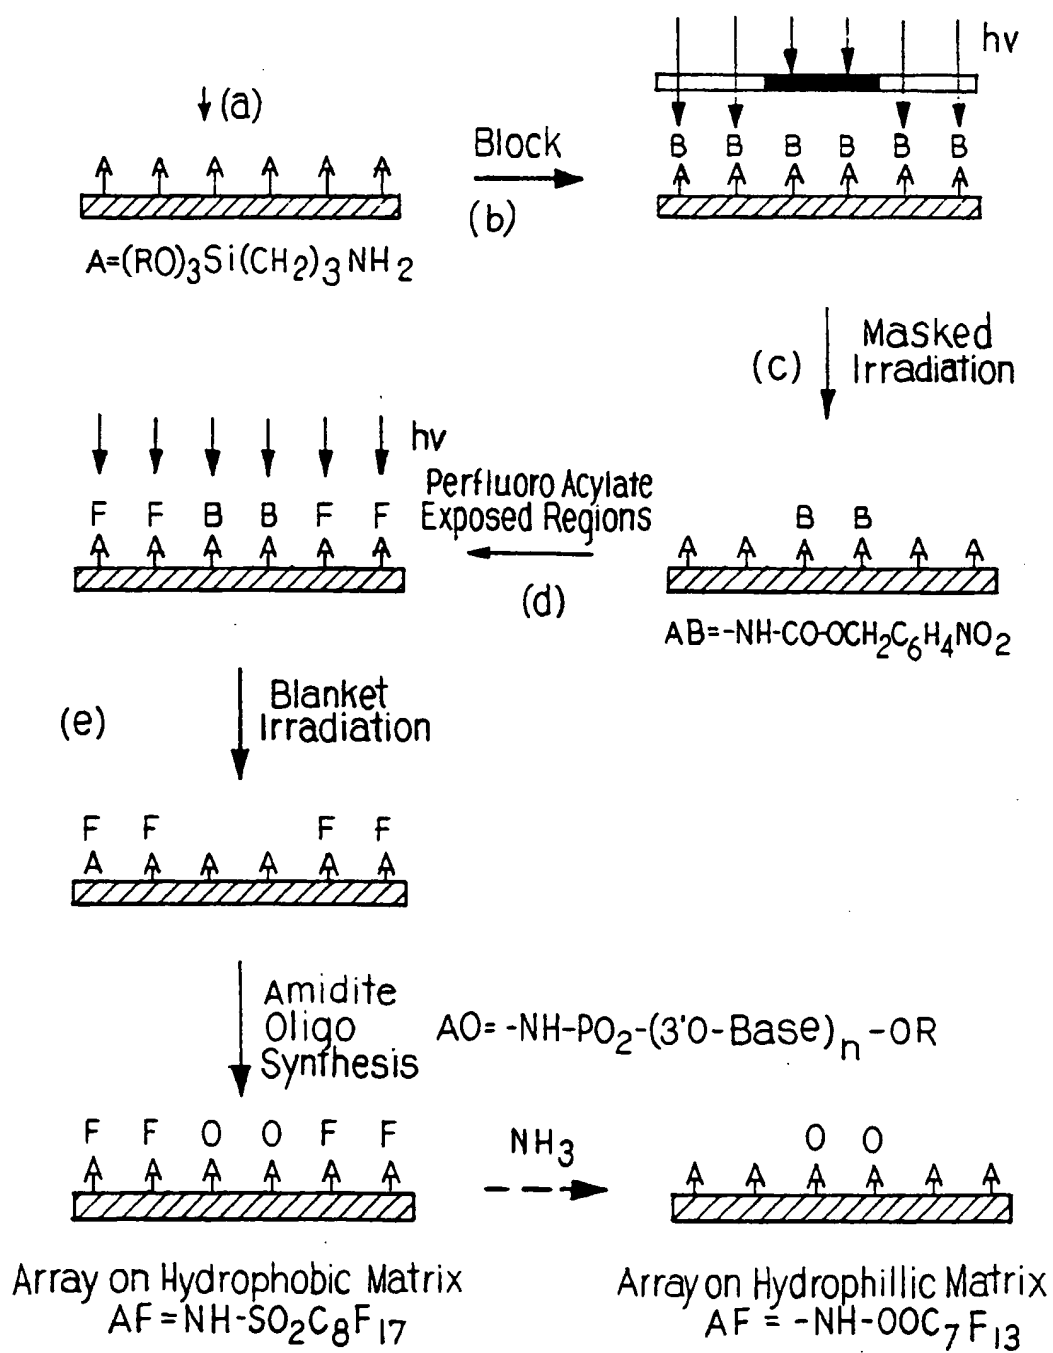 (a)
A A A A A A
A=(RO)3Si(CH2)3NH2
Block
(b)
hν
B B B B B B
A A A A A A
(c)
Masked
Irradiation
B B
A A A A A A
AB=-NH-CO-OCH2C6H4NO2
Perfluoro Acylate
Exposed Regions
(d)
hν
F F B B F F
A A A A A A
(e)
Blanket
Irradiation
F F F F
A A A A A A
Amidite
Oligo
Synthesis
AO= -NH-PO2-(3'O-Base)n-OR
F F O O F F
A A A A A A
Array on Hydrophobic Matrix
AF=NH-SO2C8F17
NH3
O O
A A A A A A
Array on Hydrophillic Matrix
AF = -NH-OOC7F13